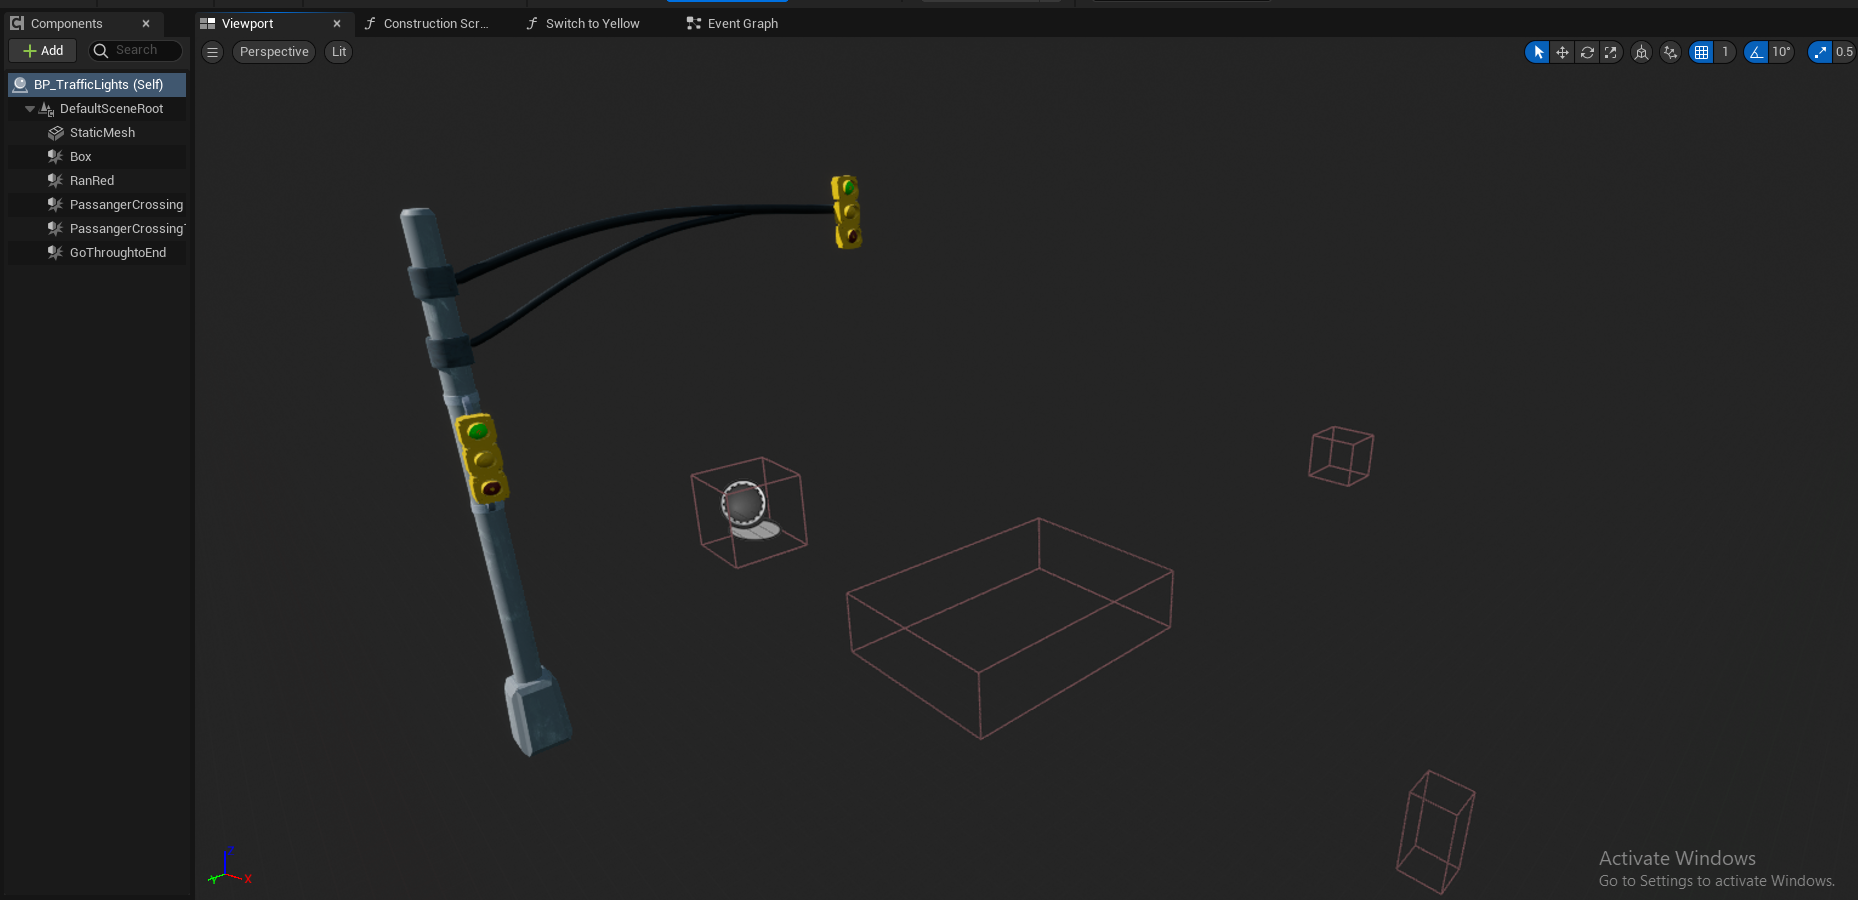 Components
Viewport
Construction Scr...
Switch to Yellow
Event Graph
Add
Search
Perspective
Lit
1
10°
0.5
BP_TrafficLights (Self)
DefaultSceneRoot
StaticMesh
Box
RanRed
PassangerCrossing
PassangerCrossing
GoThroughtoEnd
Z
Y
X
Activate Windows
Go to Settings to activate Windows.